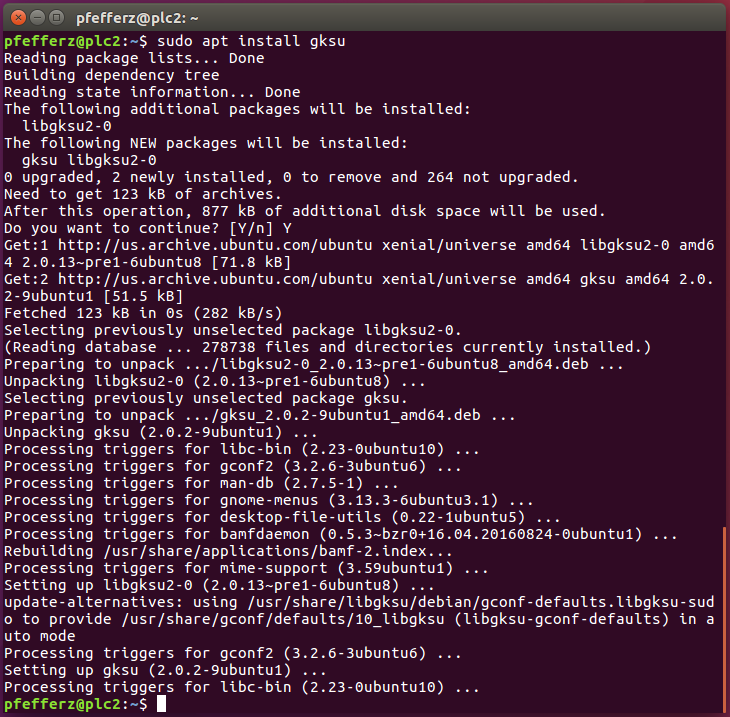 pfefferz@plc2: ~
pfefferz@plc2:~$ sudo apt install gksu
Reading package lists... Done
Building dependency tree
Reading state information... Done
The following additional packages will be installed:
  libgksu2-0
The following NEW packages will be installed:
  gksu libgksu2-0
0 upgraded, 2 newly installed, 0 to remove and 264 not upgraded.
Need to get 123 kB of archives.
After this operation, 877 kB of additional disk space will be used.
Do you want to continue? [Y/n] Y
Get:1 http://us.archive.ubuntu.com/ubuntu xenial/universe amd64 libgksu2-0 amd6
4 2.0.13~pre1-6ubuntu8 [71.8 kB]
Get:2 http://us.archive.ubuntu.com/ubuntu xenial/universe amd64 gksu amd64 2.0.
2-9ubuntu1 [51.5 kB]
Fetched 123 kB in 0s (282 kB/s)
Selecting previously unselected package libgksu2-0.
(Reading database ... 278738 files and directories currently installed.)
Preparing to unpack .../libgksu2-0_2.0.13~pre1-6ubuntu8_amd64.deb ...
Unpacking libgksu2-0 (2.0.13~pre1-6ubuntu8) ...
Selecting previously unselected package gksu.
Preparing to unpack .../gksu_2.0.2-9ubuntu1_amd64.deb ...
Unpacking gksu (2.0.2-9ubuntu1) ...
Processing triggers for libc-bin (2.23-0ubuntu10) ...
Processing triggers for gconf2 (3.2.6-3ubuntu6) ...
Processing triggers for man-db (2.7.5-1) ...
Processing triggers for gnome-menus (3.13.3-6ubuntu3.1) ...
Processing triggers for desktop-file-utils (0.22-1ubuntu5) ...
Processing triggers for bamfdaemon (0.5.3~bzr0+16.04.20160824-0ubuntu1) ...
Rebuilding /usr/share/applications/bamf-2.index...
Processing triggers for mime-support (3.59ubuntu1) ...
Setting up libgksu2-0 (2.0.13~pre1-6ubuntu8) ...
update-alternatives: using /usr/share/libgksu/debian/gconf-defaults.libgksu-sud
o to provide /usr/share/gconf/defaults/10_libgksu (libgksu-gconf-defaults) in a
uto mode
Processing triggers for gconf2 (3.2.6-3ubuntu6) ...
Setting up gksu (2.0.2-9ubuntu1) ...
Processing triggers for libc-bin (2.23-0ubuntu10) ...
pfefferz@plc2:~$